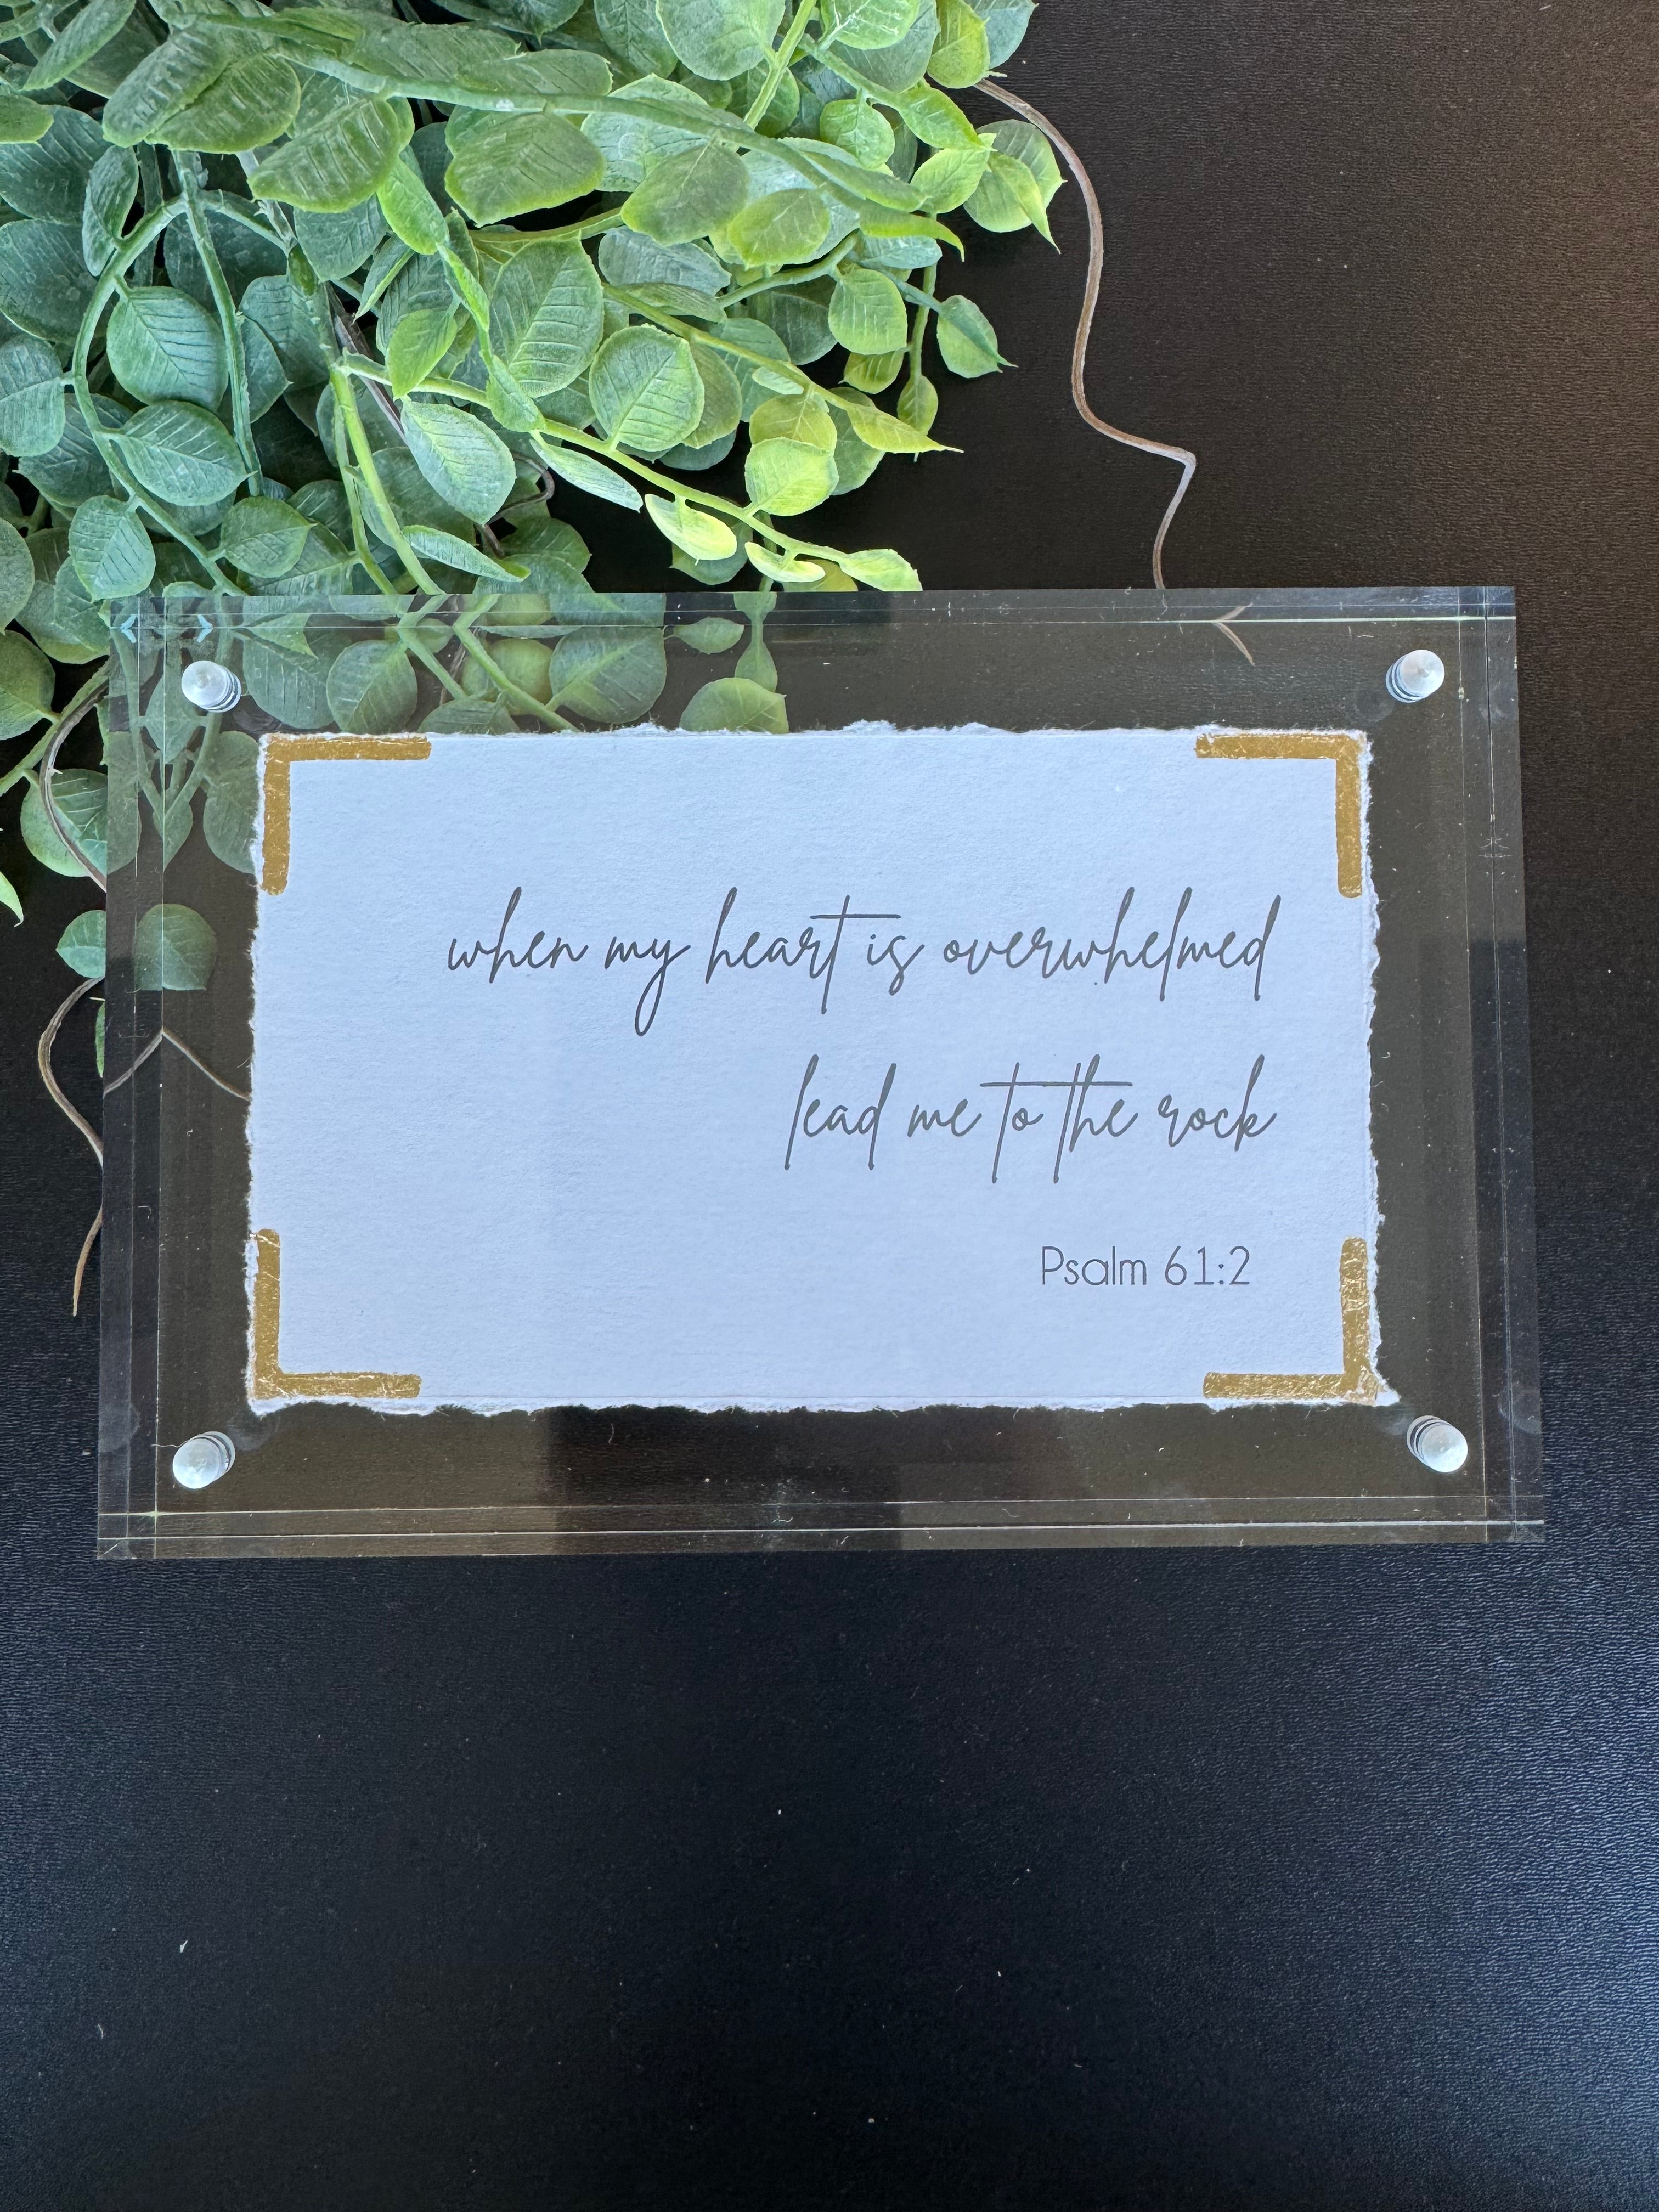 when my heart is overwhelmed
lead me to the rock
Psalm 61:2